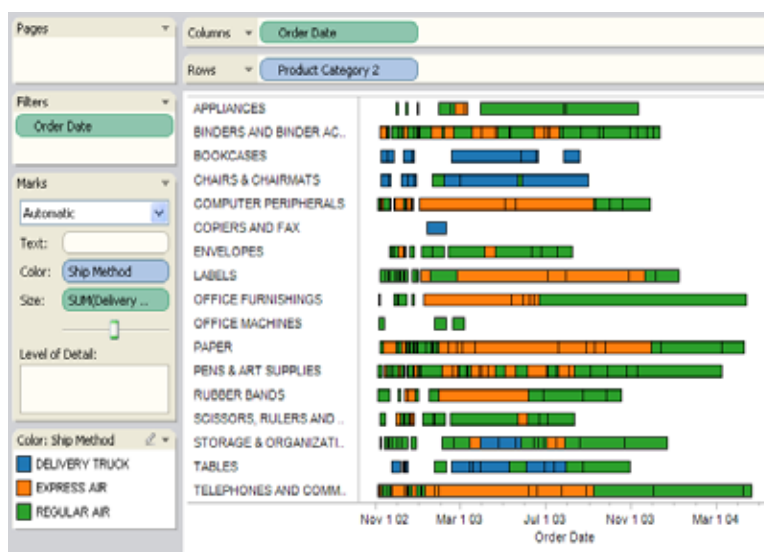 Pages
Columns Order Date
Rows Product Category 2
Filters
Order Date
Marks
Automatic
Text:
Color: Ship Method
Size: SUM(Delivery ...
Level of Detail:
Color: Ship Method
DELIVERY TRUCK
EXPRESS AIR
REGULAR AIR
APPLIANCES
BINDERS AND BINDER AC..
BOOKCASES
CHAIRS & CHAIRMATS
COMPUTER PERIPHERALS
COPIERS AND FAX
ENVELOPES
LABELS
OFFICE FURNISHINGS
OFFICE MACHINES
PAPER
PENS & ART SUPPLIES
RUBBER BANDS
SCISSORS, RULERS AND ..
STORAGE & ORGANIZATI..
TABLES
TELEPHONES AND COMM..
Nov 1 02 Mar 1 03 Jul 1 03 Nov 1 03 Mar 1 04
Order Date